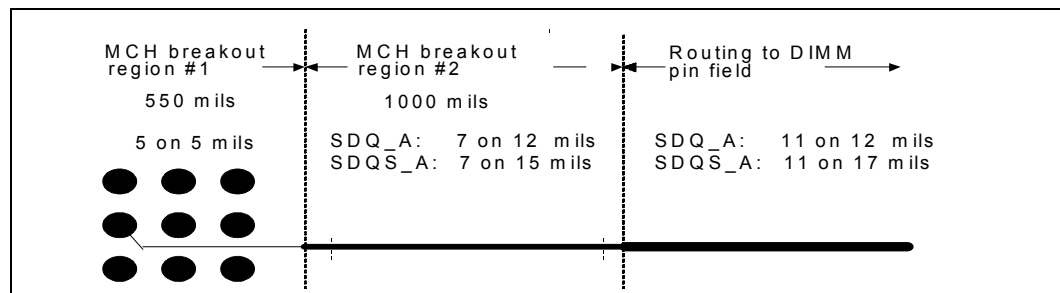 MCH breakout
region #1
550 mils
5 on 5 mils
MCH breakout
region #2
1000 mils
SDQ_A: 7 on 12 mils
SDQS_A: 7 on 15 mils
Routing to DIMM
pin field
SDQ_A: 11 on 12 mils
SDQS_A: 11 on 17 mils